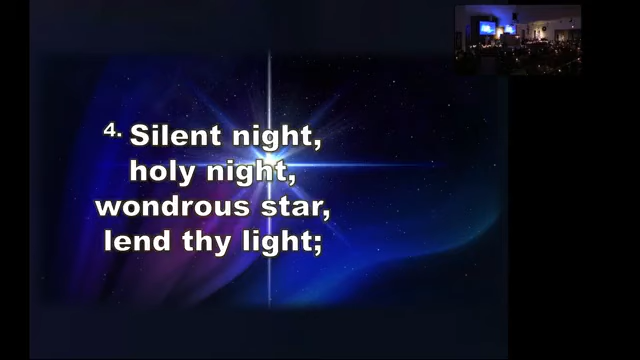 4. Silent night,
holy night,
wondrous star,
lend thy light;